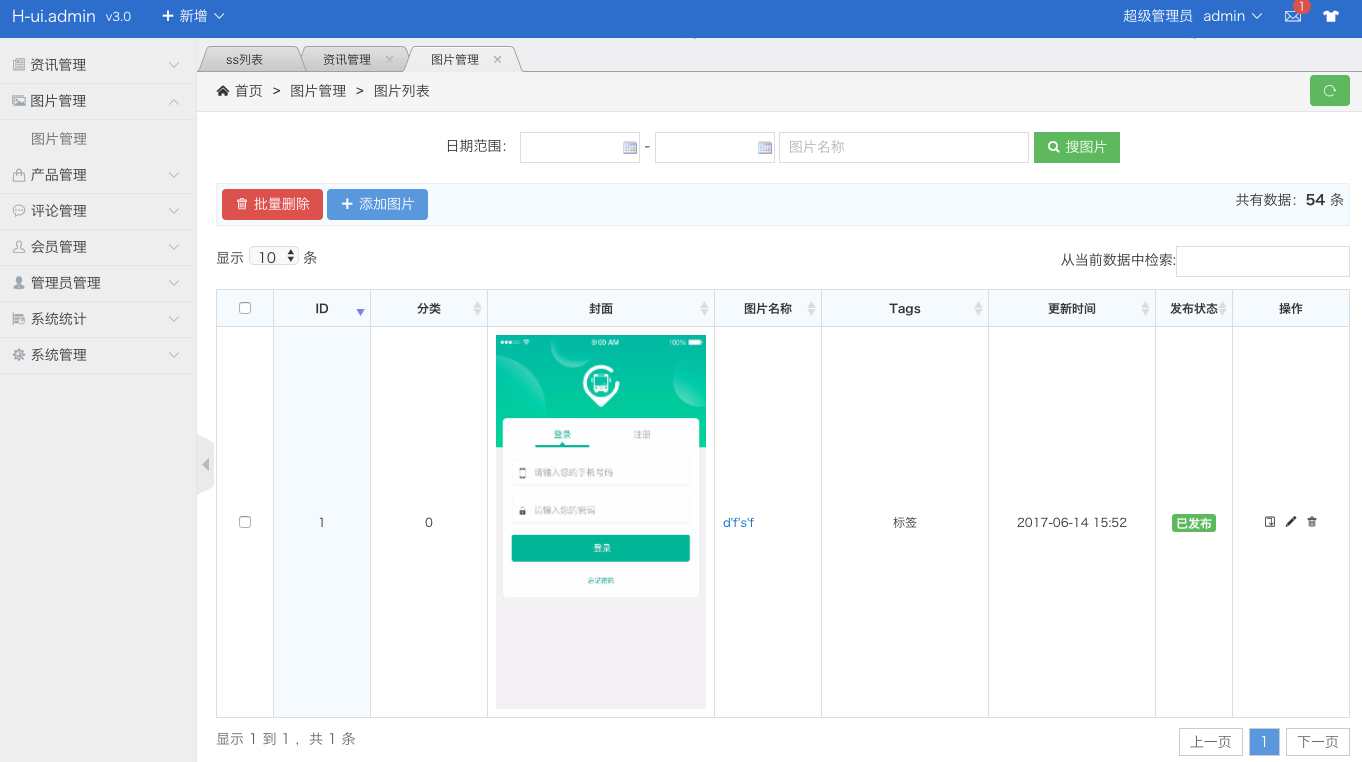 H-ui.admin v3.0 新增 超级管理员 admin 1
ss列表 资讯管理 图片管理
首页 > 图片管理 > 图片列表
资讯管理
图片管理
图片管理
产品管理
评论管理
会员管理
管理员管理
系统统计
系统管理
日期范围： - 图片名称 搜图片
批量删除 添加图片 共有数据：54 条
显示 10 条 从当前数据中检索:
ID 分类 封面 图片名称 Tags 更新时间 发布状态 操作
9:00 AM 100%
登录 注册
请输入您的手机号码
请输入您的密码
登录
忘记密码
1 0 d'f's'f 标签 2017-06-14 15:52 已发布
显示 1 到 1 ，共 1 条 上一页 1 下一页